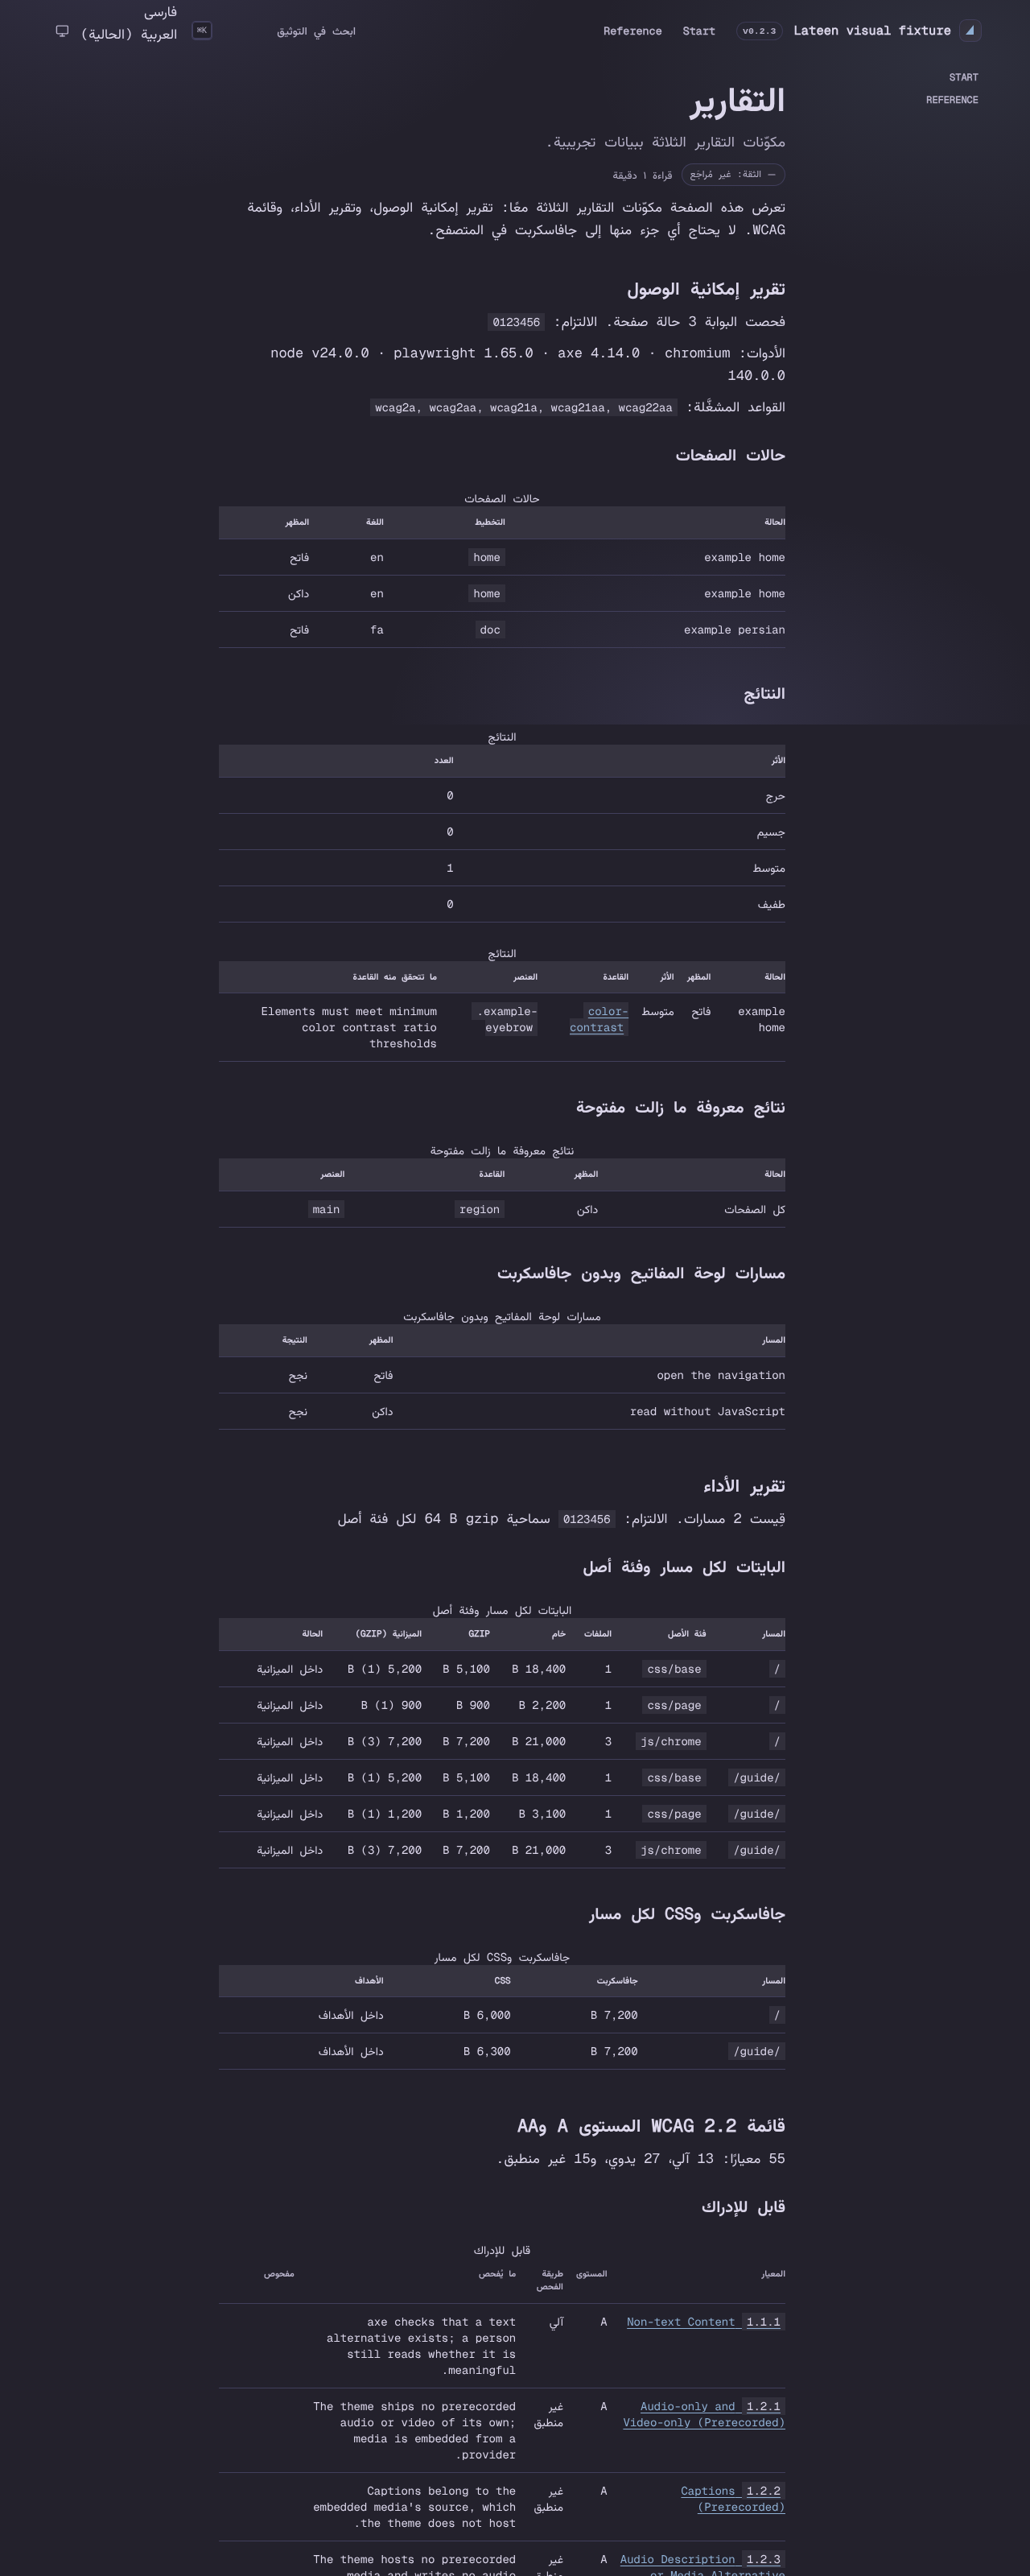 Lateen visual fixture v0.2.3 Start Reference ابحث في التوثيق ⌘K
فارسی
العربية (الحالية)
START
REFERENCE
التقارير
مكوّنات التقارير الثلاثة ببيانات تجريبية.
— الثقة: غير مُراجَع قراءة ١ دقيقة
تعرض هذه الصفحة مكوّنات التقارير الثلاثة معًا: تقرير إمكانية الوصول، وتقرير الأداء، وقائمة
WCAG. لا يحتاج أي جزء منها إلى جافاسكربت في المتصفح.
تقرير إمكانية الوصول
فحصت البوابة 3 حالة صفحة. الالتزام: 0123456
الأدوات: node v24.0.0 · playwright 1.65.0 · axe 4.14.0 · chromium
140.0.0
القواعد المشغَّلة: wcag2a, wcag2aa, wcag21a, wcag21aa, wcag22aa
حالات الصفحات
حالات الصفحات
الحالة التخطيط اللغة المظهر
example home home en فاتح
example home home en داكن
example persian doc fa فاتح
النتائج
النتائج
الأثر العدد
حرج 0
جسيم 0
متوسط 1
طفيف 0
النتائج
الحالة المظهر الأثر القاعدة العنصر ما تتحقق منه القاعدة
example فاتح متوسط color- .example- Elements must meet minimum
home contrast eyebrow color contrast ratio
thresholds
نتائج معروفة ما زالت مفتوحة
نتائج معروفة ما زالت مفتوحة
الحالة المظهر القاعدة العنصر
كل الصفحات داكن region main
مسارات لوحة المفاتيح وبدون جافاسكربت
مسارات لوحة المفاتيح وبدون جافاسكربت
المسار المظهر النتيجة
open the navigation فاتح نجح
read without JavaScript داكن نجح
تقرير الأداء
قِيست 2 مسارات. الالتزام: 0123456 سماحية 64 B gzip لكل فئة أصل
البايتات لكل مسار وفئة أصل
البايتات لكل مسار وفئة أصل
المسار فئة الأصل الملفات خام GZIP الميزانية (GZIP) الحالة
/ css/base 1 18,400 B 5,100 B 5,200 B (1) داخل الميزانية
/ css/page 1 2,200 B 900 B 900 B (1) داخل الميزانية
/ js/chrome 3 21,000 B 7,200 B 7,200 B (3) داخل الميزانية
/guide/ css/base 1 18,400 B 5,100 B 5,200 B (1) داخل الميزانية
/guide/ css/page 1 3,100 B 1,200 B 1,200 B (1) داخل الميزانية
/guide/ js/chrome 3 21,000 B 7,200 B 7,200 B (3) داخل الميزانية
جافاسكربت وCSS لكل مسار
جافاسكربت وCSS لكل مسار
المسار جافاسكربت CSS الأهداف
/ 7,200 B 6,000 B داخل الأهداف
/guide/ 7,200 B 6,300 B داخل الأهداف
قائمة WCAG 2.2 المستوى A وAA
55 معيارًا: 13 آلي، 27 يدوي، و15 غير منطبق.
قابل للإدراك
قابل للإدراك
المعيار المستوى طريقة ما يُفحص مفحوص
الفحص
1.1.1 Non-text Content A آلي axe checks that a text
alternative exists; a person
still reads whether it is
meaningful.
1.2.1 Audio-only and A غير The theme ships no prerecorded
Video-only (Prerecorded) منطبق audio or video of its own;
media is embedded from a
provider.
1.2.2 Captions A غير Captions belong to the
(Prerecorded) منطبق embedded media's source, which
the theme does not host.
1.2.3 Audio Description A غير The theme hosts no prerecorded
or Media Alternative منطبق media and writes no audio